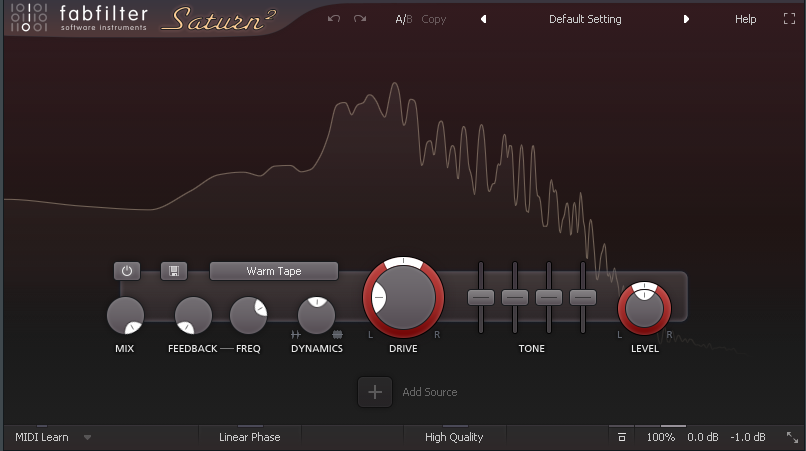 fabfilter
software instruments
Saturn 2
A/B Copy
Default Setting
Help
Warm Tape
MIX
FEEDBACK
FREQ
DYNAMICS
L R
DRIVE
TONE
L R
LEVEL
+ Add Source
MIDI Learn
Linear Phase
High Quality
100%
0.0 dB
-1.0 dB